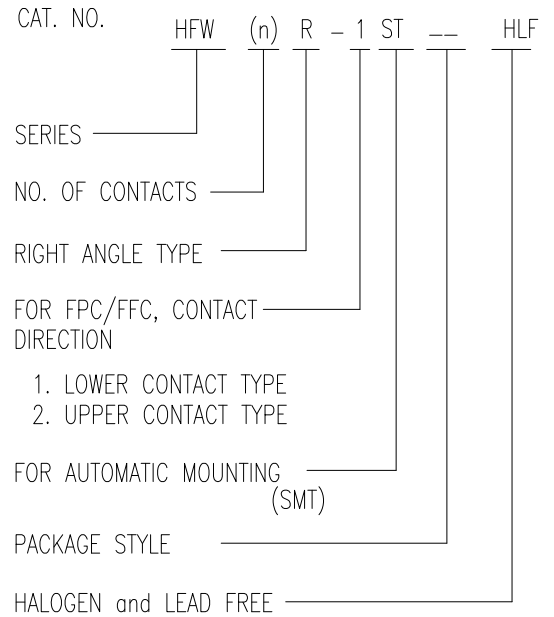 CAT. NO.
HFW (n) R - 1 ST __ HLF
SERIES
NO. OF CONTACTS
RIGHT ANGLE TYPE
FOR FPC/FFC, CONTACT
DIRECTION
1. LOWER CONTACT TYPE
2. UPPER CONTACT TYPE
FOR AUTOMATIC MOUNTING
(SMT)
PACKAGE STYLE
HALOGEN and LEAD FREE